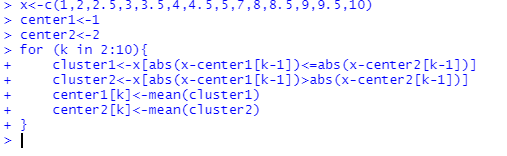 > x<-c(1,2,2.5,3,3.5,4,4.5,5,7,8,8.5,9,9.5,10)
> center1<-1
> center2<-2
> for (k in 2:10){
+     cluster1<-x[abs(x-center1[k-1])<=abs(x-center2[k-1])]
+     cluster2<-x[abs(x-center1[k-1])>abs(x-center2[k-1])]
+     center1[k]<-mean(cluster1)
+     center2[k]<-mean(cluster2)
+ }
>